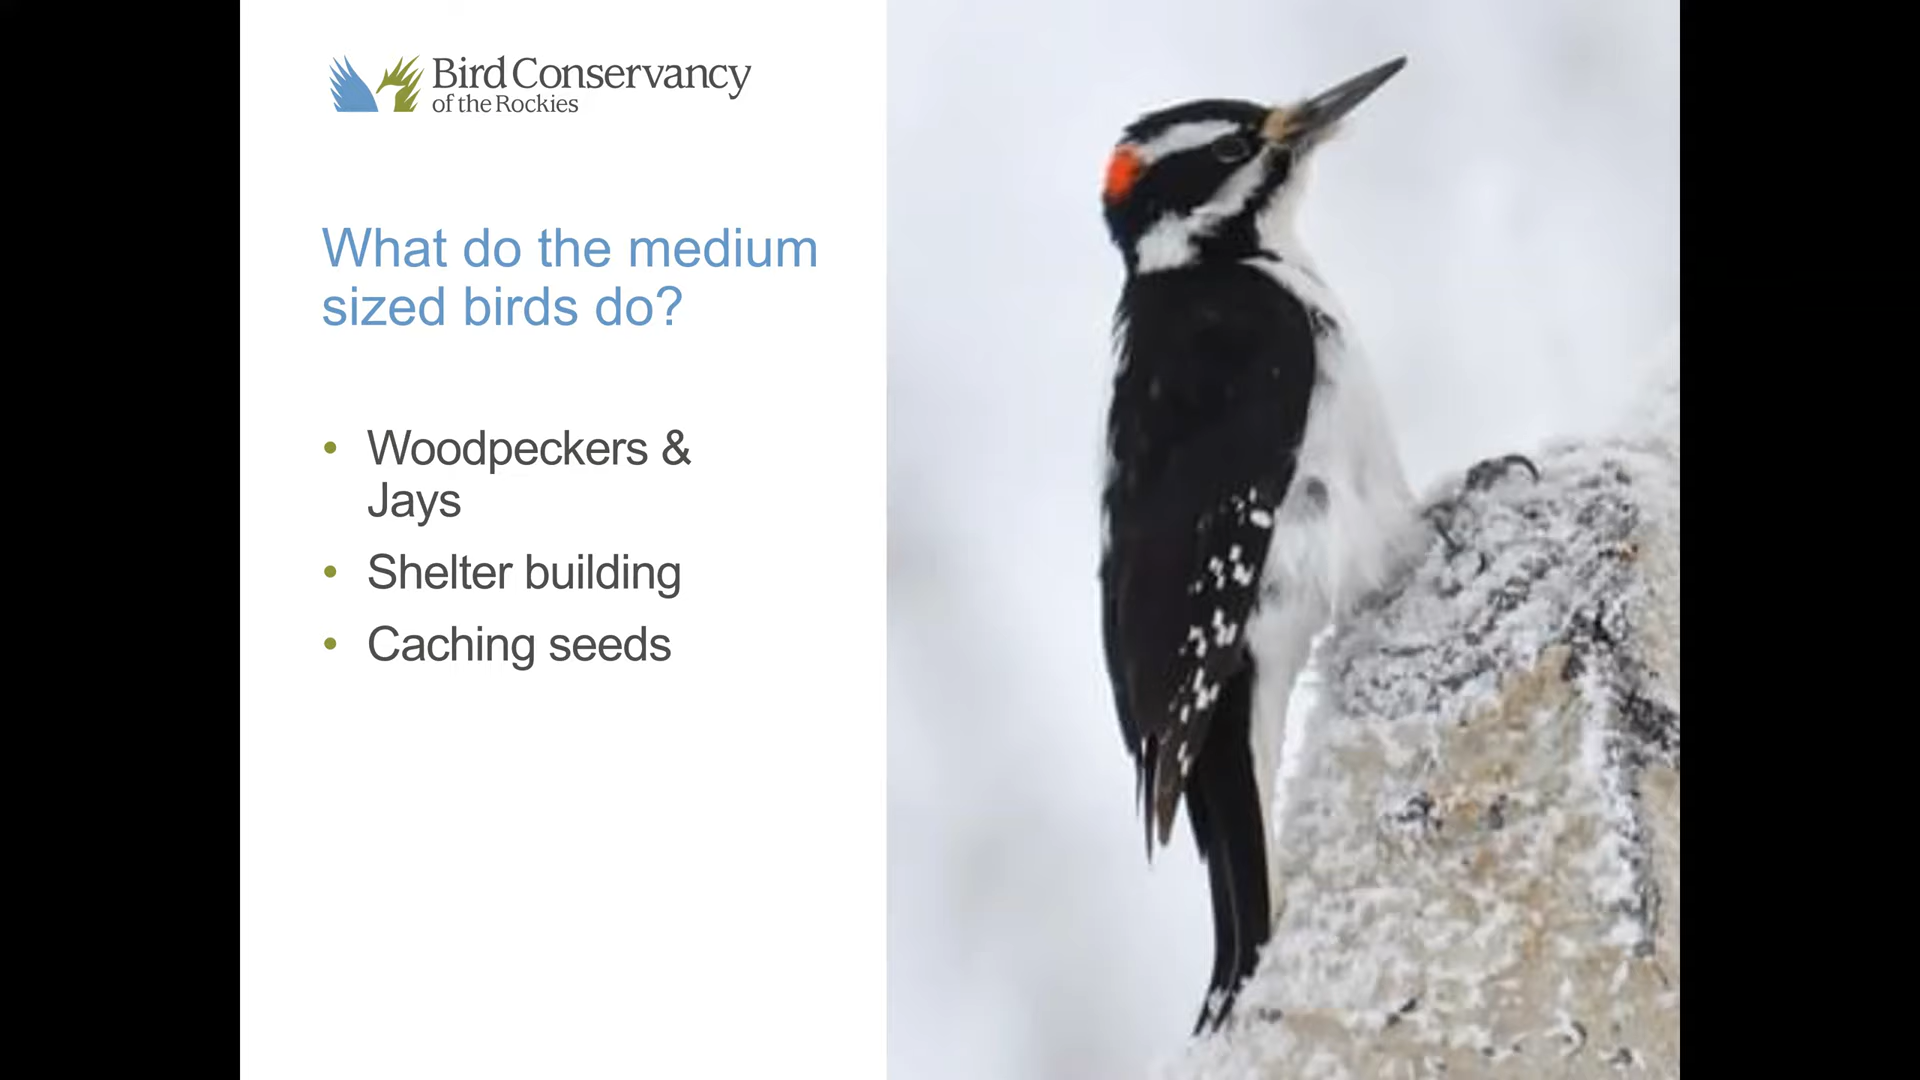 Bird Conservancy
of the Rockies
What do the medium
sized birds do?
• Woodpeckers &
Jays
• Shelter building
• Caching seeds